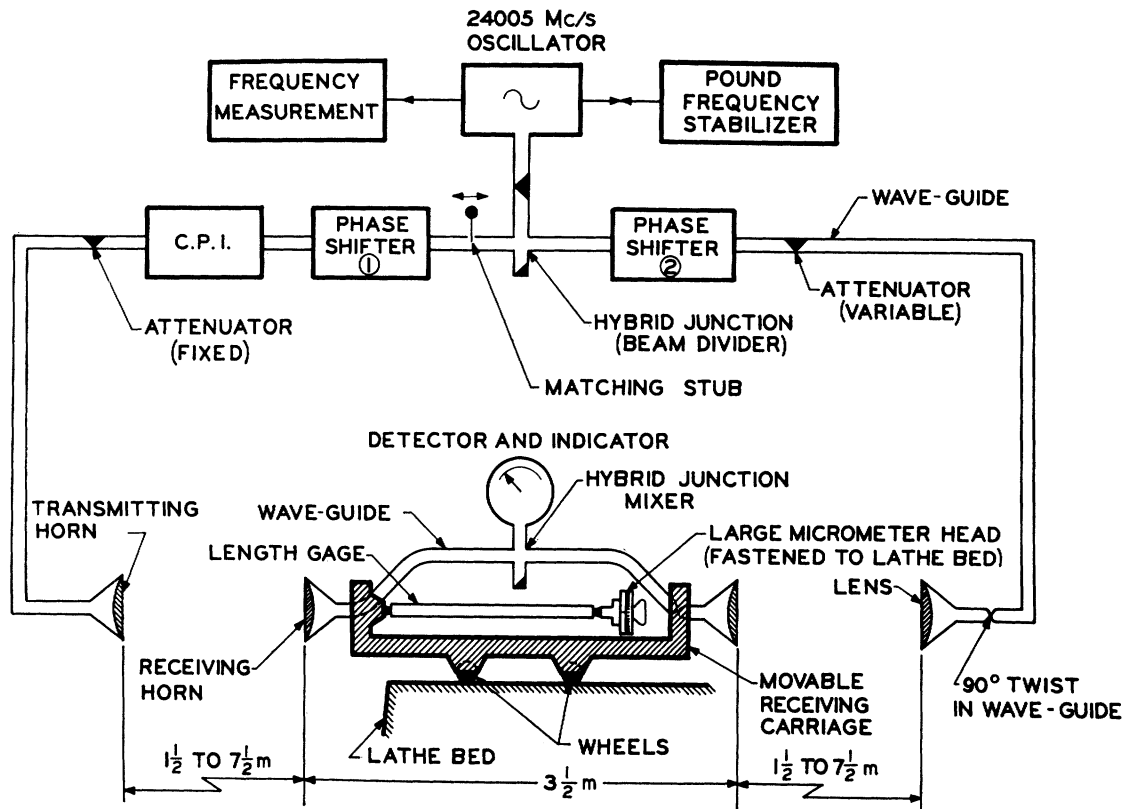 24005 Mc/s
OSCILLATOR
FREQUENCY
MEASUREMENT
POUND
FREQUENCY
STABILIZER
WAVE-GUIDE
C.P.I.
PHASE
SHIFTER
①
PHASE
SHIFTER
②
ATTENUATOR
(FIXED)
HYBRID JUNCTION
(BEAM DIVIDER)
ATTENUATOR
(VARIABLE)
MATCHING STUB
DETECTOR AND INDICATOR
HYBRID JUNCTION
MIXER
TRANSMITTING
HORN
WAVE-GUIDE
LENGTH GAGE
LARGE MICROMETER HEAD
(FASTENED TO LATHE BED)
LENS
RECEIVING
HORN
MOVABLE
RECEIVING
CARRIAGE
90° TWIST
IN WAVE-GUIDE
LATHE BED
WHEELS
1½ TO 7½ m
3½ m
1½ TO 7½ m